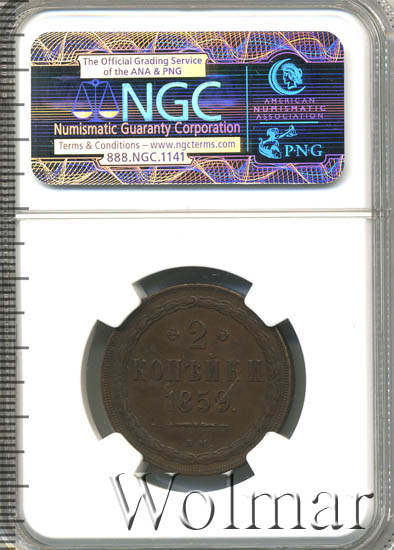 The Official Grading Service
of the ANA & PNG
NGC
Numismatic Guaranty Corporation
Terms & Conditions – www.ngcterms.com
888.NGC.1141
AMERICAN
NUMISMATIC
ASSOCIATION
P·N·G
2
КОПѢЙКИ
1859.
Wolmar